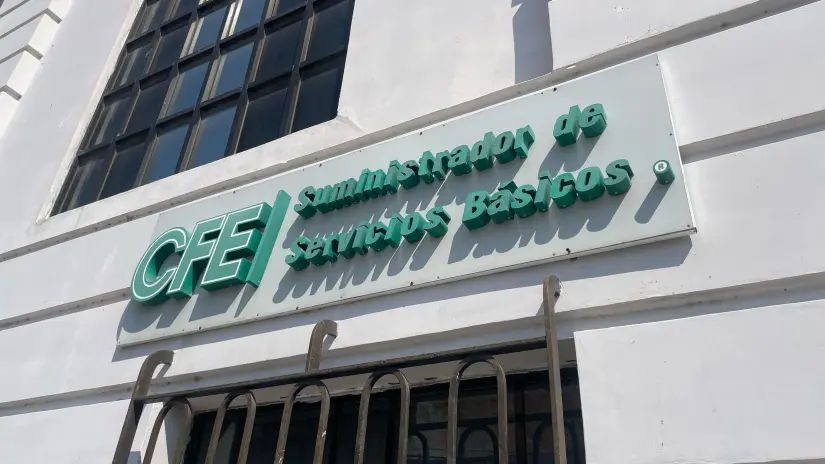 CFE
Suministrador de
Servicios Básicos ®